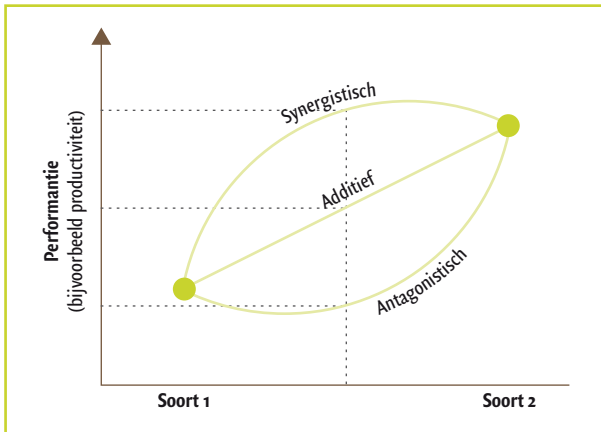 Performantie
(bijvoorbeeld productiviteit)
Synergistisch
Additief
Antagonistisch
Soort 1
Soort 2